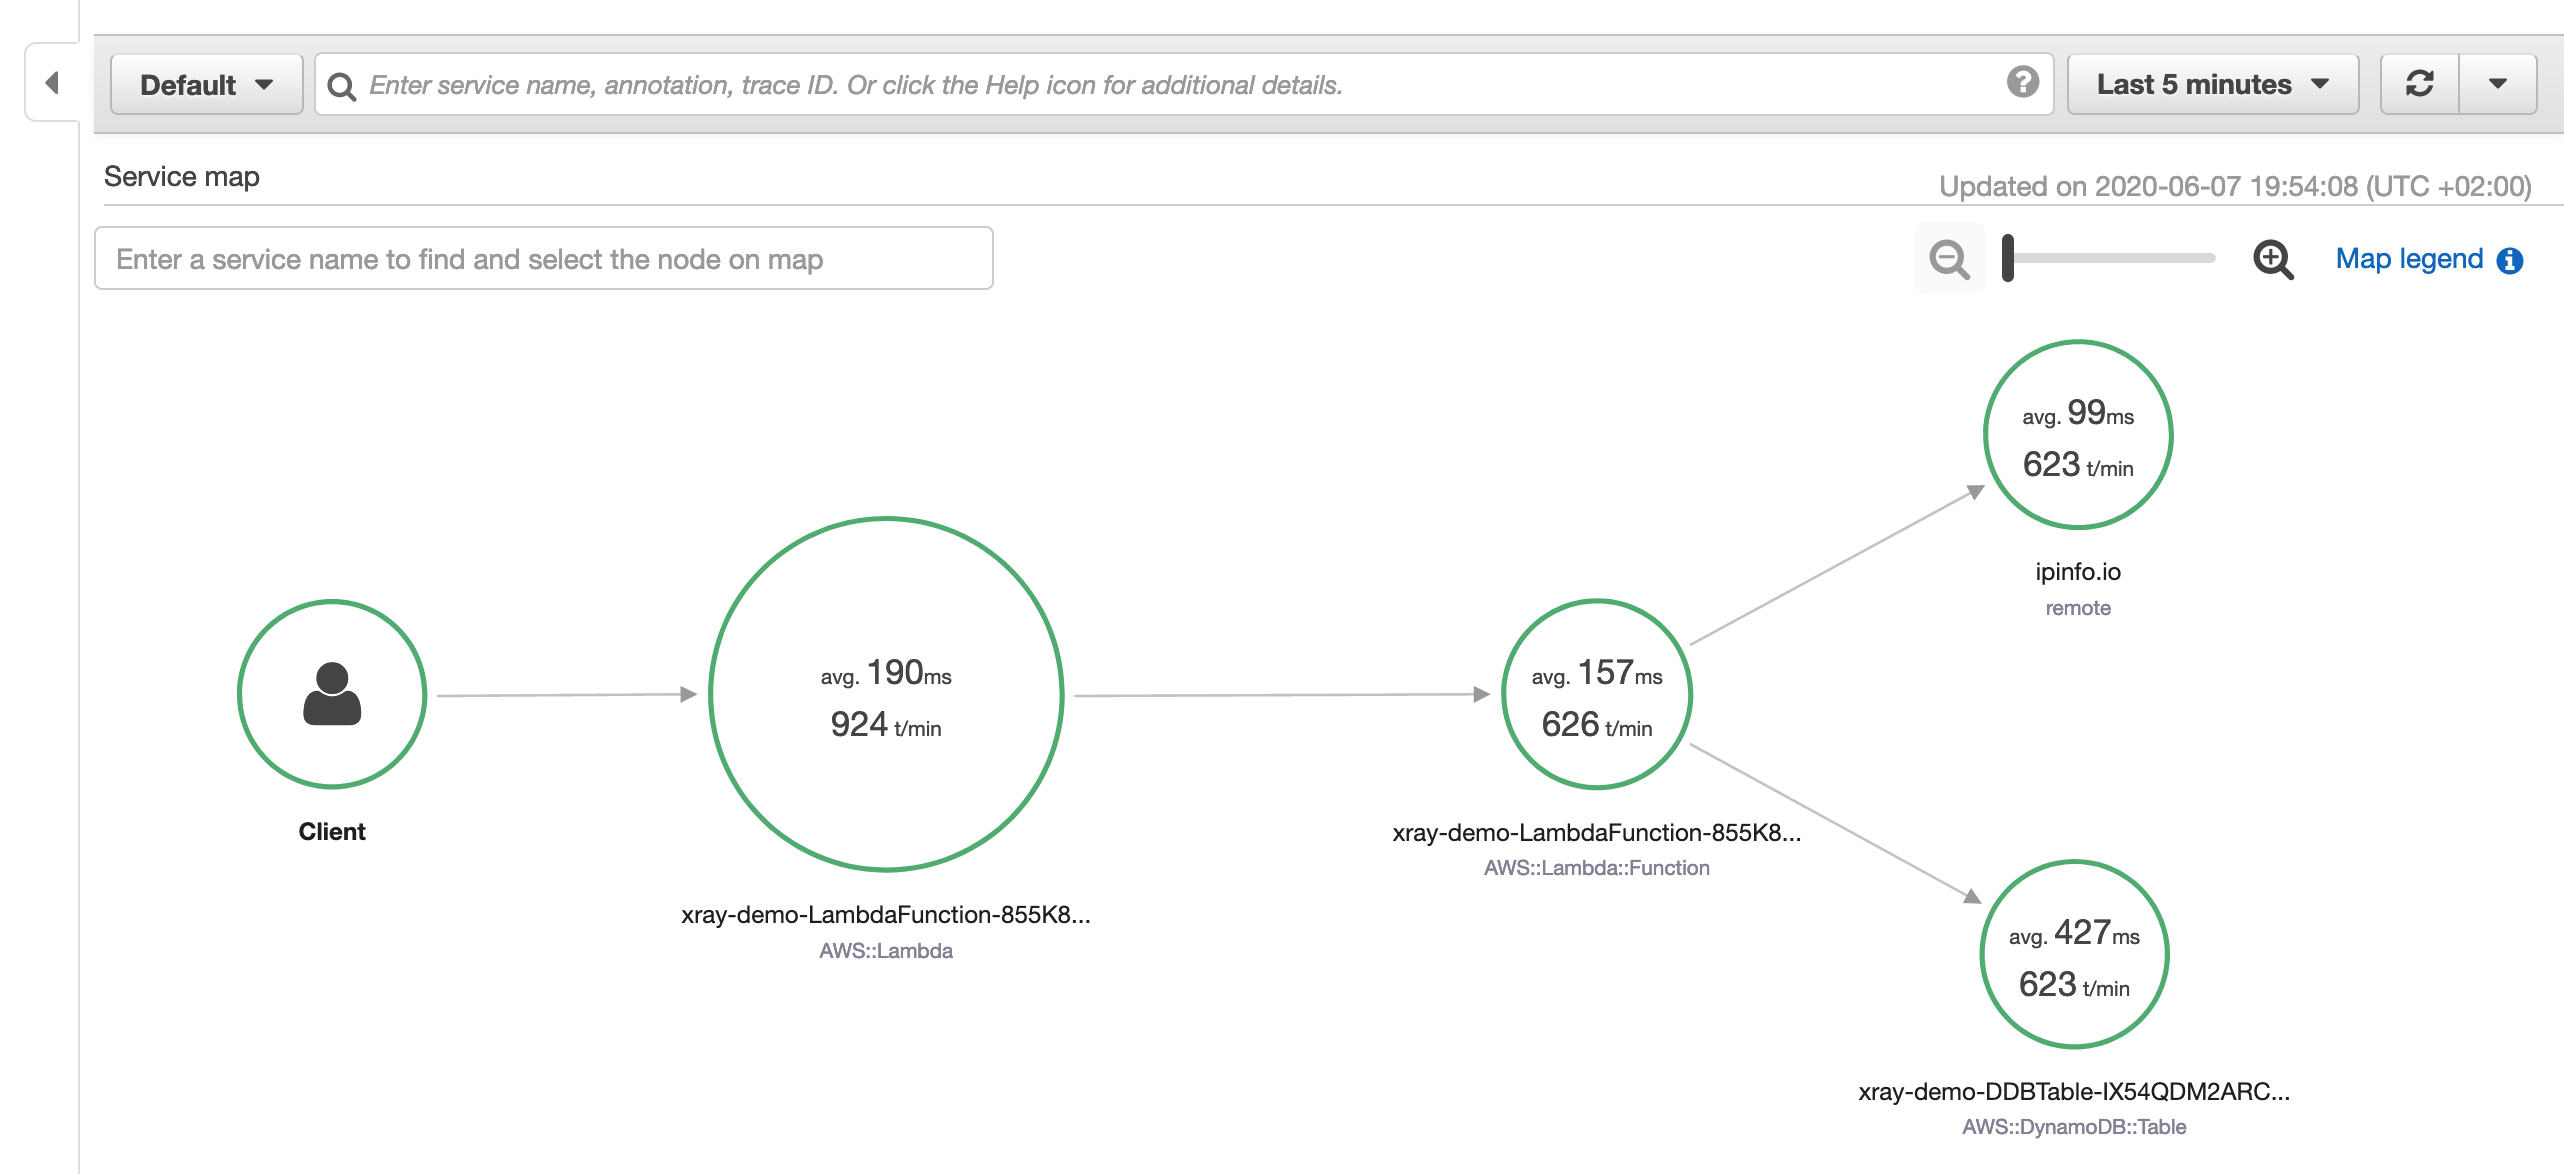 Default
Enter service name, annotation, trace ID. Or click the Help icon for additional details.
Last 5 minutes
Service map
Updated on 2020-06-07 19:54:08 (UTC +02:00)
Enter a service name to find and select the node on map
Map legend
avg. 99ms
623 t/min
ipinfo.io
remote
Client
avg. 190ms
924 t/min
xray-demo-LambdaFunction-855K8...
AWS::Lambda
avg. 157ms
626 t/min
xray-demo-LambdaFunction-855K8...
AWS::Lambda::Function
avg. 427ms
623 t/min
xray-demo-DDBTable-IX54QDM2ARC...
AWS::DynamoDB::Table